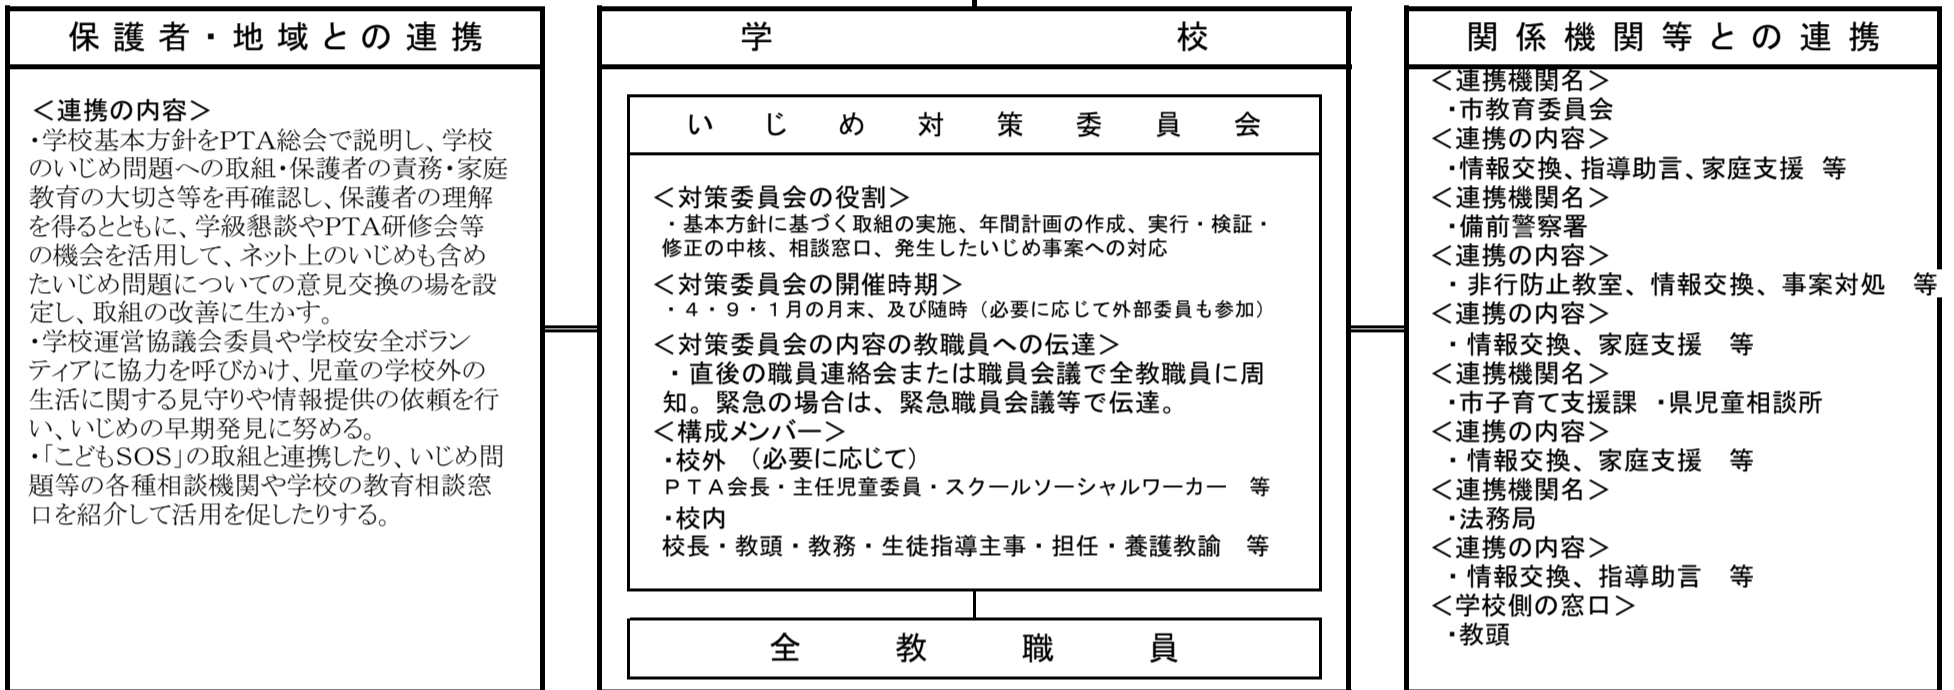 保護者・地域との連携
＜連携の内容＞
・学校基本方針をPTA総会で説明し、学校
のいじめ問題への取組・保護者の責務・家庭
教育の大切さ等を再確認し、保護者の理解
を得るとともに、学級懇談やPTA研修会等
の機会を活用して、ネット上のいじめも含め
たいじめ問題についての意見交換の場を設
定し、取組の改善に生かす。
・学校運営協議会委員や学校安全ボラン
ティアに協力を呼びかけ、児童の学校外の
生活に関する見守りや情報提供の依頼を行
い、いじめの早期発見に努める。
・「こどもSOS」の取組と連携したり、いじめ問
題等の各種相談機関や学校の教育相談窓
口を紹介して活用を促したりする。
学校
いじめ対策委員会
＜対策委員会の役割＞
・基本方針に基づく取組の実施、年間計画の作成、実行・検証・
修正の中核、相談窓口、発生したいじめ事案への対応
＜対策委員会の開催時期＞
・４・９・１月の月末、及び随時（必要に応じて外部委員も参加）
＜対策委員会の内容の教職員への伝達＞
・直後の職員連絡会または職員会議で全教職員に周
知。緊急の場合は、緊急職員会議等で伝達。
＜構成メンバー＞
・校外　（必要に応じて）
ＰＴＡ会長・主任児童委員・スクールソーシャルワーカー　等
・校内
校長・教頭・教務・生徒指導主事・担任・養護教諭　等
全教職員
関係機関等との連携
＜連携機関名＞
・市教育委員会
＜連携の内容＞
・情報交換、指導助言、家庭支援　等
＜連携機関名＞
・備前警察署
＜連携の内容＞
・非行防止教室、情報交換、事案対処　等
＜連携の内容＞
・情報交換、家庭支援　等
＜連携機関名＞
・市子育て支援課　・県児童相談所
＜連携の内容＞
・情報交換、家庭支援　等
＜連携機関名＞
・法務局
＜連携の内容＞
・情報交換、指導助言　等
＜学校側の窓口＞
・教頭